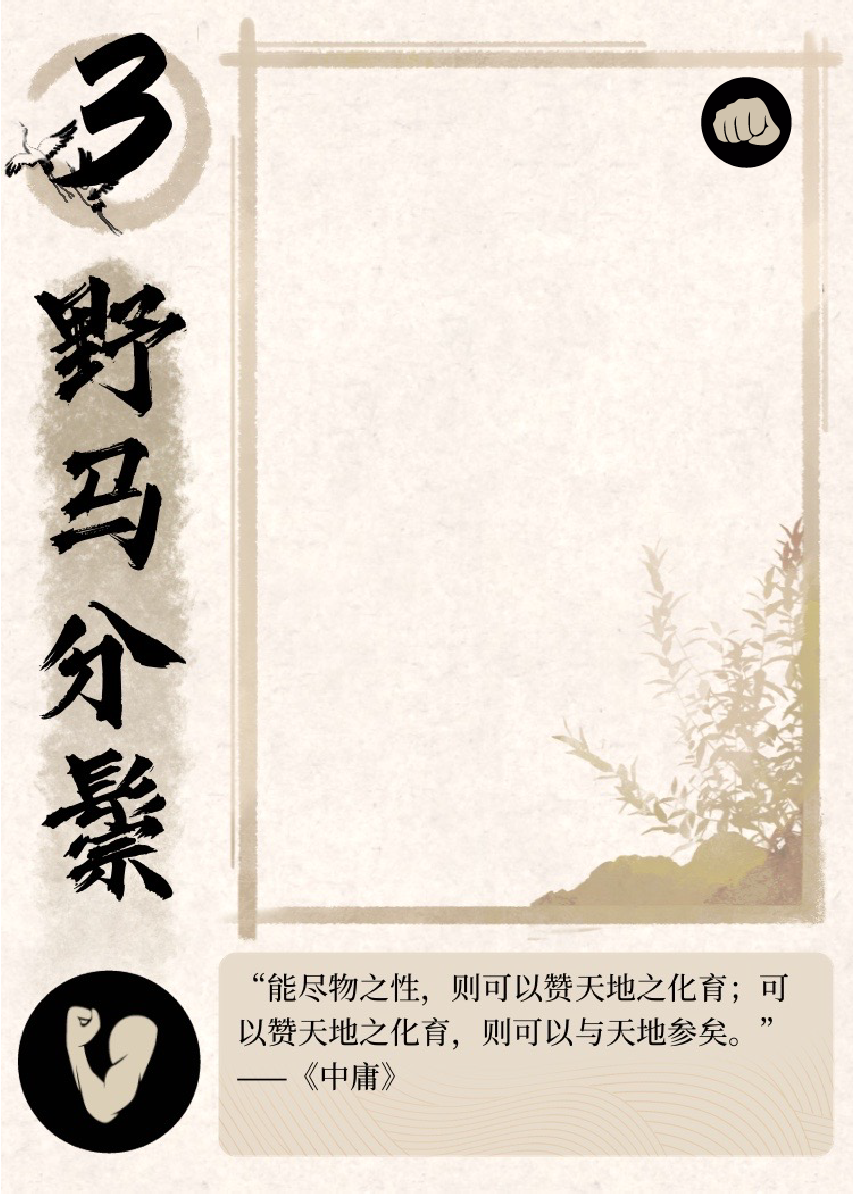 3
野马分鬃
“能尽物之性，则可以赞天地之化育；可
以赞天地之化育，则可以与天地参矣。”
——《中庸》